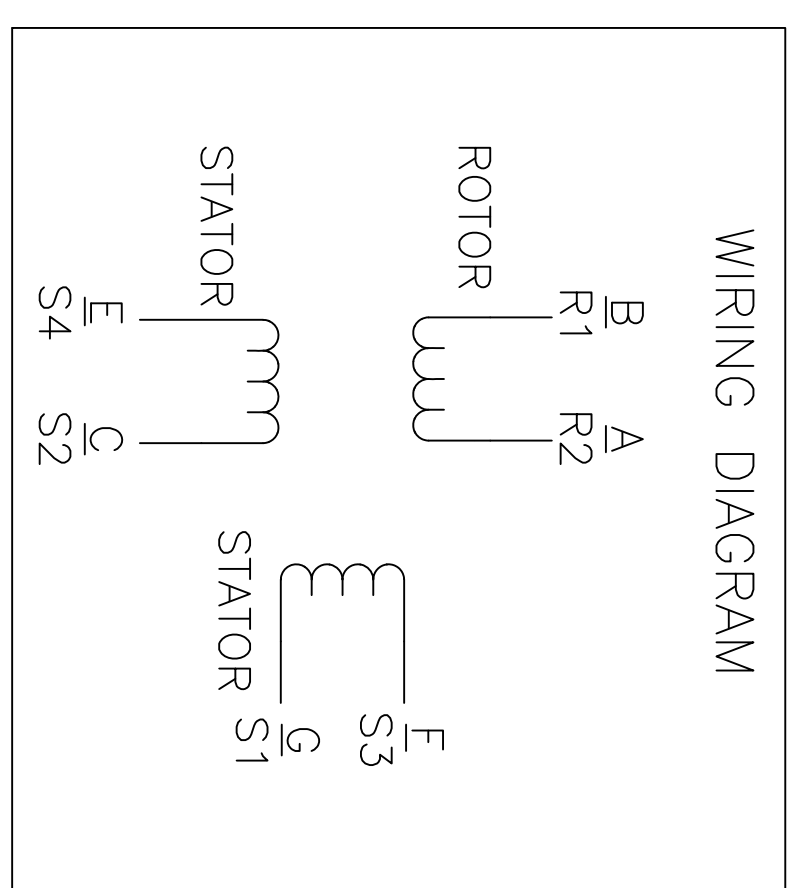 WIRING DIAGRAM
B A
R1 R2
ROTOR
F
S3
G
S1
STATOR
STATOR
E C
S4 S2